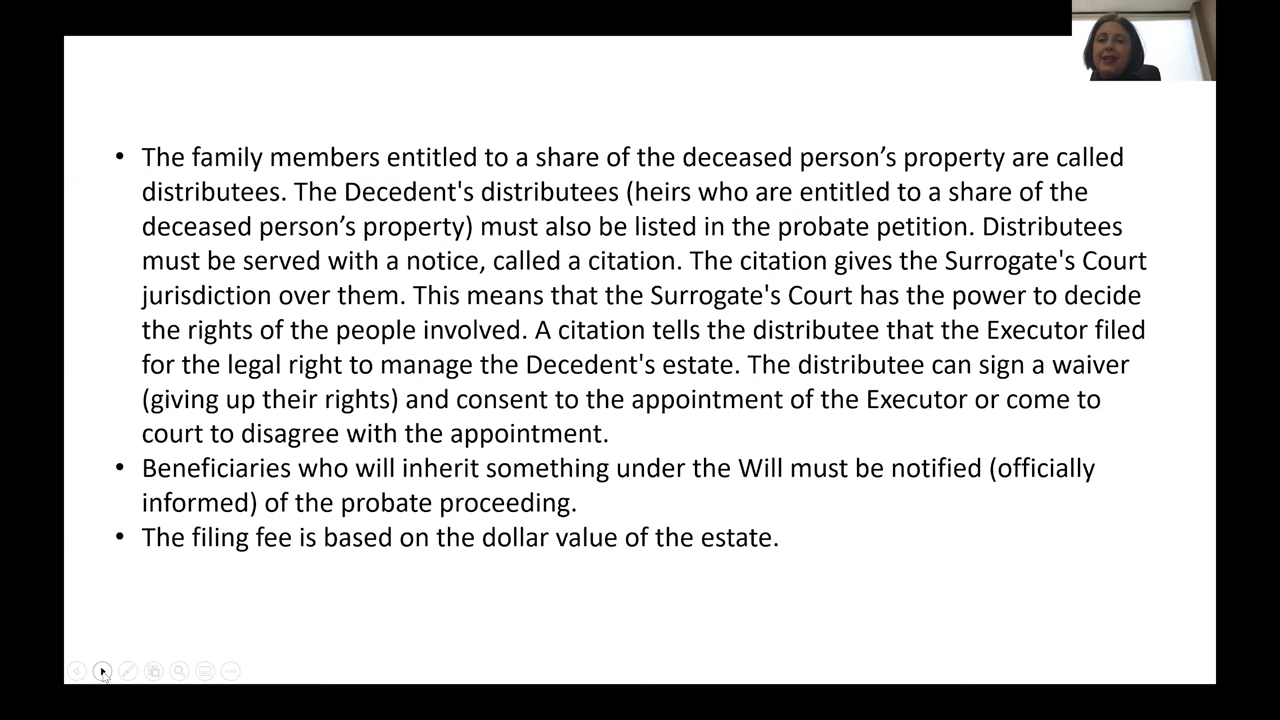 • The family members entitled to a share of the deceased person’s property are called
distributees. The Decedent's distributees (heirs who are entitled to a share of the
deceased person’s property) must also be listed in the probate petition. Distributees
must be served with a notice, called a citation. The citation gives the Surrogate's Court
jurisdiction over them. This means that the Surrogate's Court has the power to decide
the rights of the people involved. A citation tells the distributee that the Executor filed
for the legal right to manage the Decedent's estate. The distributee can sign a waiver
(giving up their rights) and consent to the appointment of the Executor or come to
court to disagree with the appointment.
• Beneficiaries who will inherit something under the Will must be notified (officially
informed) of the probate proceeding.
• The filing fee is based on the dollar value of the estate.